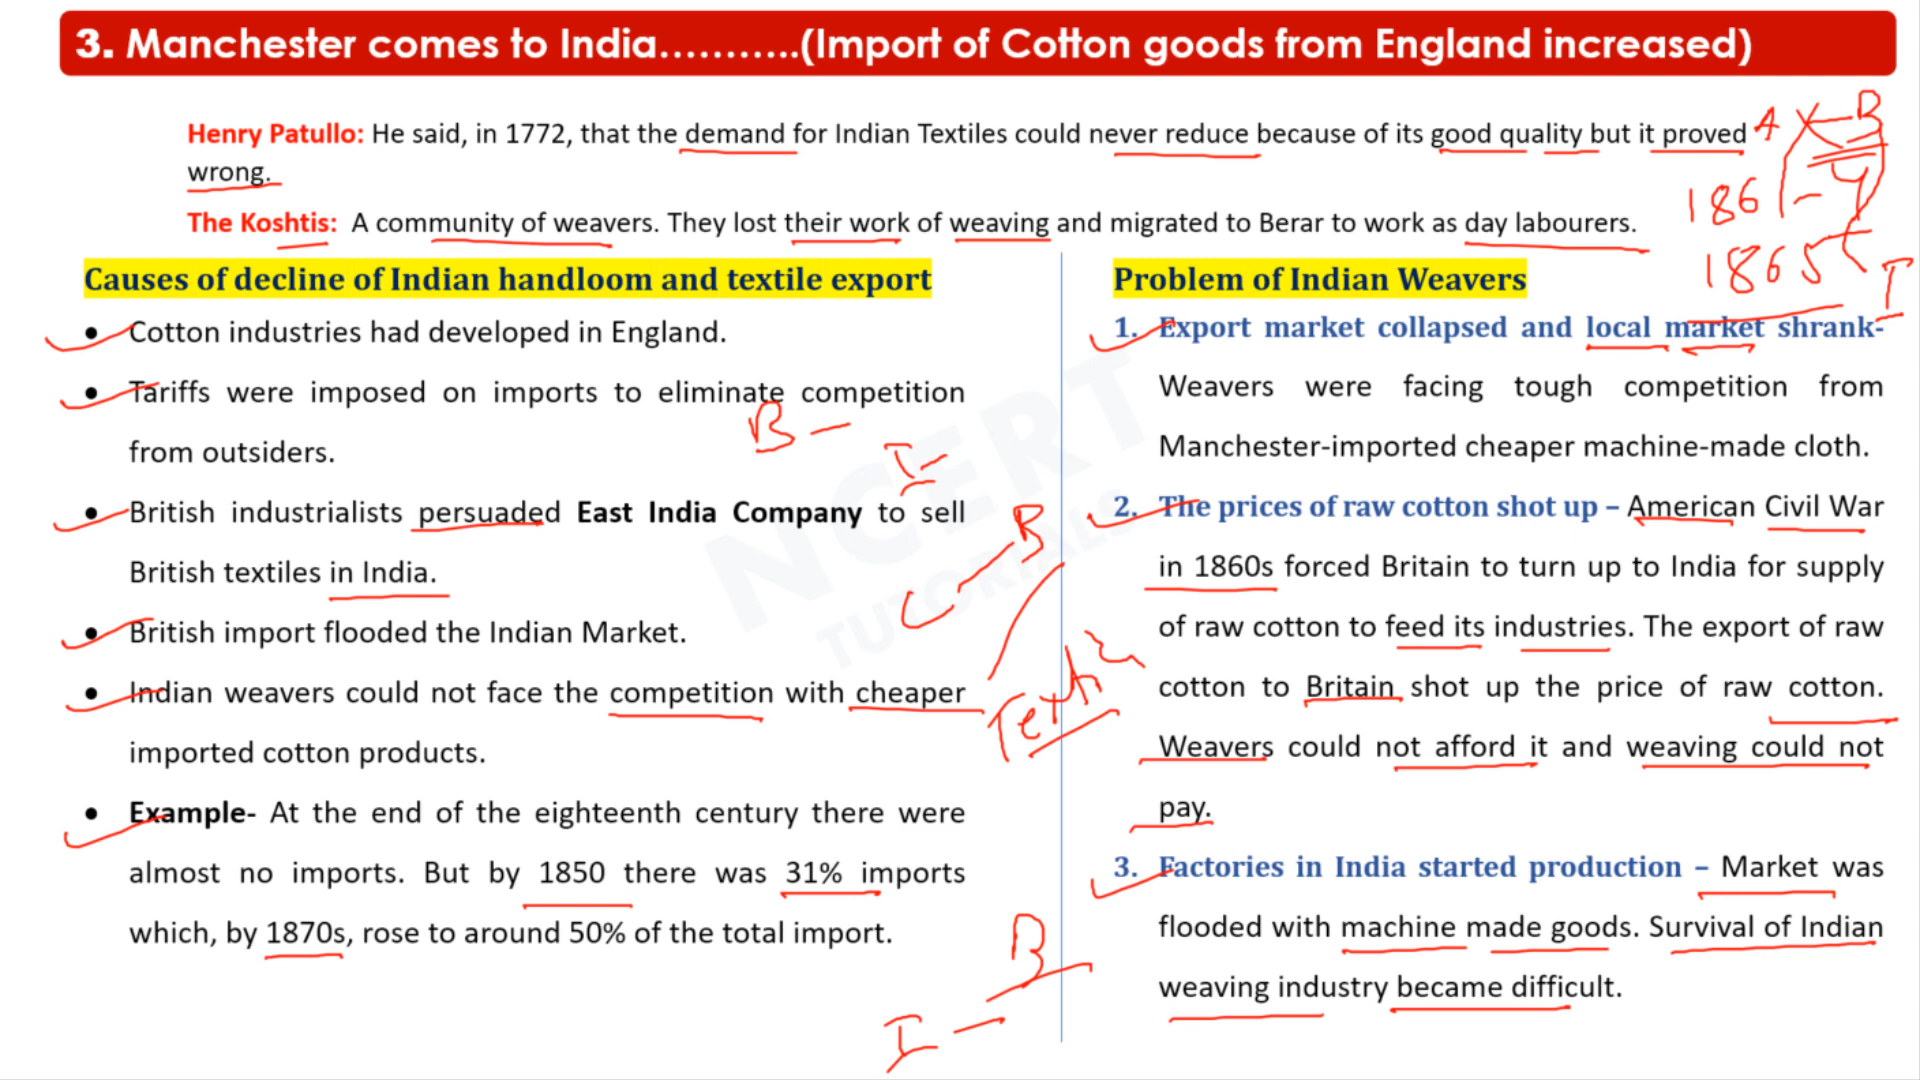 3. Manchester comes to India………..(Import of Cotton goods from England increased)
Henry Patullo: He said, in 1772, that the demand for Indian Textiles could never reduce because of its good quality but it proved
wrong.
The Koshtis: A community of weavers. They lost their work of weaving and migrated to Berar to work as day labourers.
A X B
1861 -
1865
I
Causes of decline of Indian handloom and textile export
• Cotton industries had developed in England.
• Tariffs were imposed on imports to eliminate competition
from outsiders.
B -
I -
• British industrialists persuaded East India Company to sell
British textiles in India.
B
C
• British import flooded the Indian Market.
• Indian weavers could not face the competition with cheaper
imported cotton products.
• Example- At the end of the eighteenth century there were
almost no imports. But by 1850 there was 31% imports
which, by 1870s, rose to around 50% of the total import.
B
I -
Problem of Indian Weavers
1. Export market collapsed and local market shrank-
Weavers were facing tough competition from
Manchester-imported cheaper machine-made cloth.
2. The prices of raw cotton shot up – American Civil War
in 1860s forced Britain to turn up to India for supply
of raw cotton to feed its industries. The export of raw
cotton to Britain shot up the price of raw cotton.
Weavers could not afford it and weaving could not
pay.
3. Factories in India started production – Market was
flooded with machine made goods. Survival of Indian
weaving industry became difficult.
NCERT
TUTORIALS